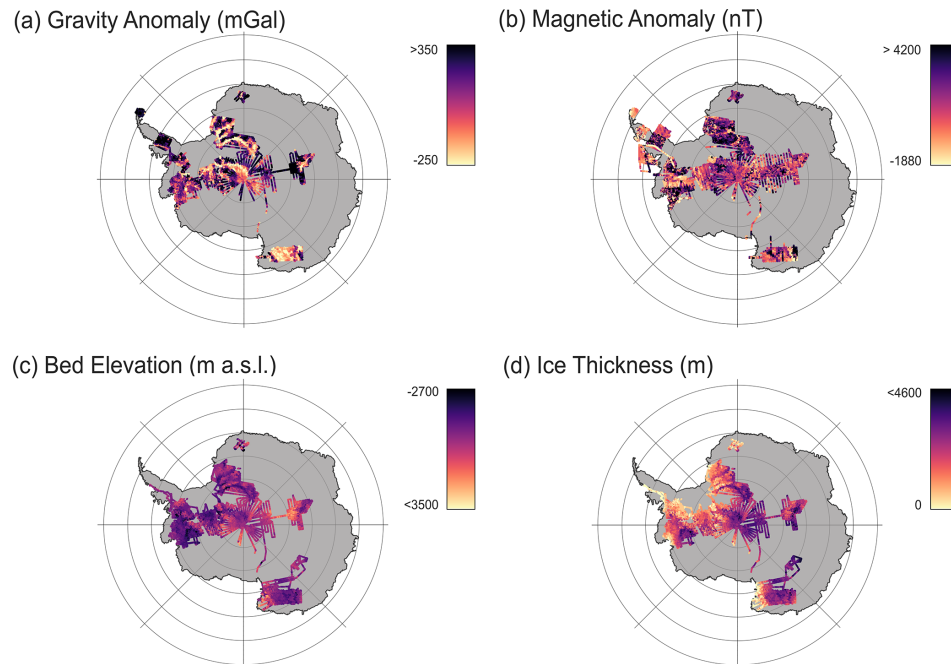 (a) Gravity Anomaly (mGal)
>350
-250
(b) Magnetic Anomaly (nT)
> 4200
-1880
(c) Bed Elevation (m a.s.l.)
-2700
<3500
(d) Ice Thickness (m)
<4600
0